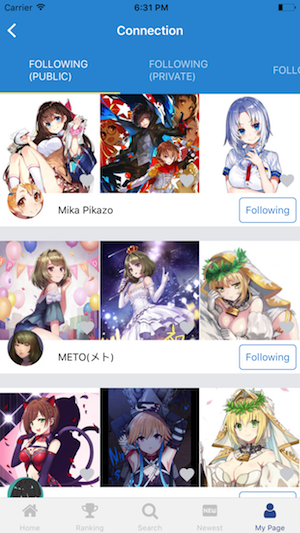 Carrier 6:31 PM
Connection
FOLLOWING
(PUBLIC)
FOLLOWING
(PRIVATE)
FOLLO
Mika Pikazo
Following
METO(メト)
Following
Home
Ranking
Search
Newest
My Page